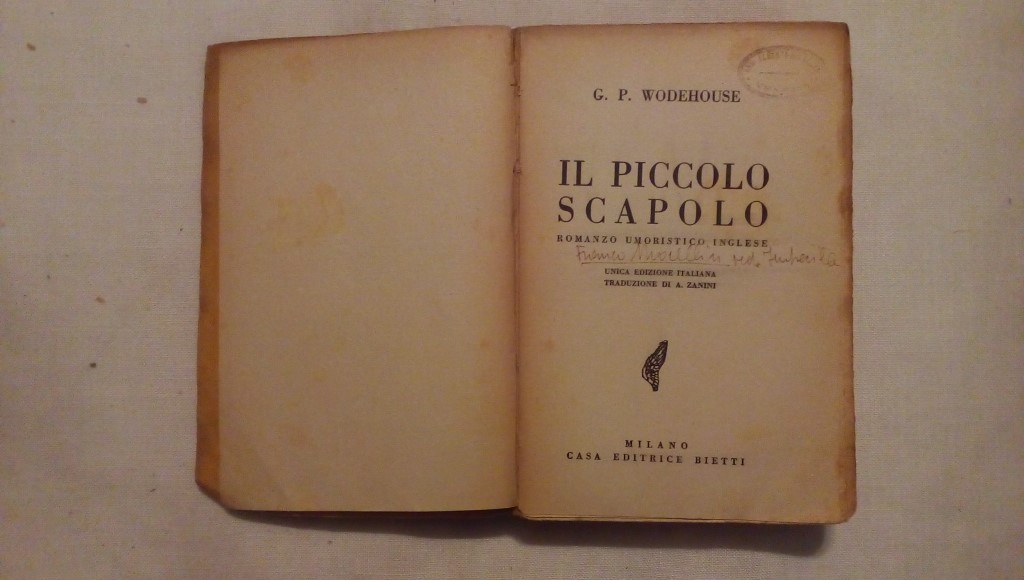 G. P. WODEHOUSE
IL PICCOLO
SCAPOLO
ROMANZO UMORISTICO INGLESE
UNICA EDIZIONE ITALIANA
TRADUZIONE DI A. ZANINI
MILANO
CASA EDITRICE BIETTI